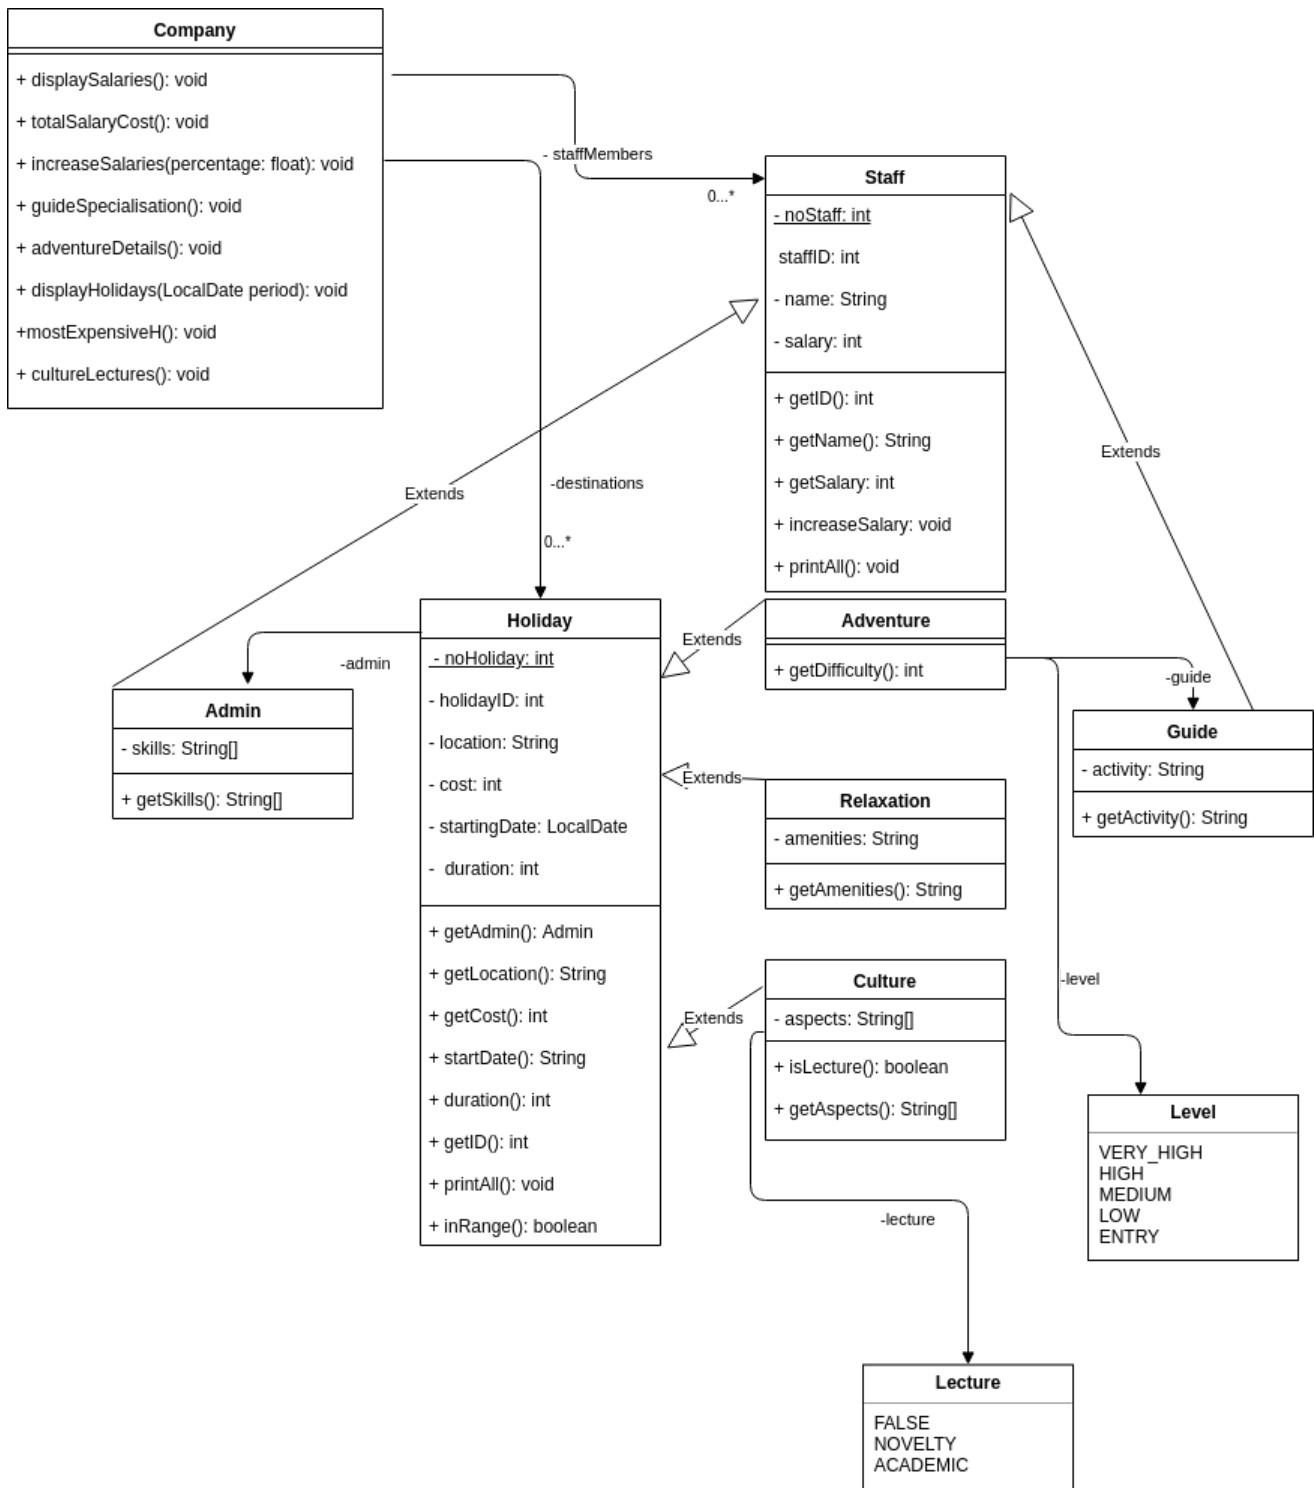 Company
+ displaySalaries(): void
+ totalSalaryCost(): void
+ increaseSalaries(percentage: float): void
+ guideSpecialisation(): void
+ adventureDetails(): void
+ displayHolidays(LocalDate period): void
+mostExpensiveH(): void
+ cultureLectures(): void
- staffMembers
0...*
-destinations
0...*
Staff
- noStaff: int
staffID: int
- name: String
- salary: int
+ getID(): int
+ getName(): String
+ getSalary: int
+ increaseSalary: void
+ printAll(): void
Extends
Extends
-admin
Admin
- skills: String[]
+ getSkills(): String[]
Holiday
- noHoliday: int
- holidayID: int
- location: String
- cost: int
- startingDate: LocalDate
- duration: int
+ getAdmin(): Admin
+ getLocation(): String
+ getCost(): int
+ startDate(): String
+ duration(): int
+ getID(): int
+ printAll(): void
+ inRange(): boolean
Extends
Adventure
+ getDifficulty(): int
-guide
Guide
- activity: String
+ getActivity(): String
Extends
Relaxation
- amenities: String
+ getAmenities(): String
Extends
Culture
- aspects: String[]
+ isLecture(): boolean
+ getAspects(): String[]
-level
Level
VERY_HIGH
HIGH
MEDIUM
LOW
ENTRY
-lecture
Lecture
FALSE
NOVELTY
ACADEMIC